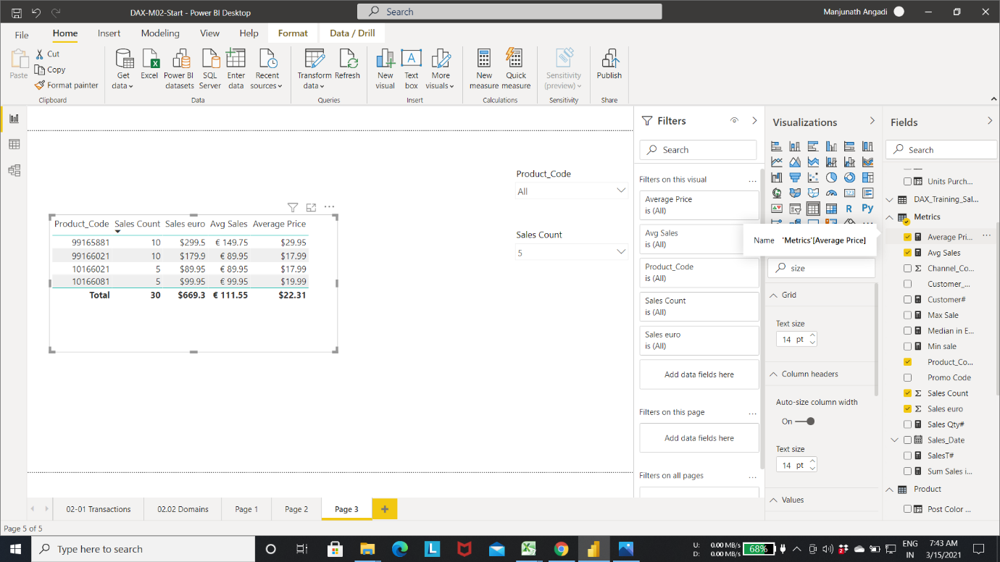 DAX-M02-Start - Power BI Desktop
Search
Manjunath Angadi
File Home Insert Modeling View Help Format Data / Drill
Paste
Cut
Copy
Format painter
Clipboard
Get data
Excel
Power BI datasets
SQL Server
Enter data
Recent sources
Data
Transform data
Refresh
Queries
New visual
Text box
More visuals
Insert
New measure
Quick measure
Calculations
Sensitivity (preview)
Sensitivity
Publish
Share
Product_Code
All
Sales Count
5
Product_Code Sales Count Sales euro Avg Sales Average Price
99165881 10 $299.5 € 149.75 $29.95
99166021 10 $179.9 € 89.95 $17.99
10166021 5 $89.95 € 89.95 $17.99
10166081 5 $99.95 € 99.95 $19.99
Total 30 $669.3 € 111.55 $22.31
Filters
Search
Filters on this visual ...
Average Price
is (All)
Avg Sales
is (All)
Product_Code
is (All)
Sales Count
is (All)
Sales euro
is (All)
Add data fields here
Filters on this page ...
Add data fields here
Filters on all pages ...
Visualizations
R Py
Name 'Metrics'[Average Price]
size
Grid
Text size
14 pt
Column headers
Auto-size column width
On
Text size
14 pt
Values
Fields
Search
Units Purch...
DAX_Training_Sal...
Metrics
Average Pri... ...
Avg Sales
Channel_Co...
Customer_...
Customer#
Max Sale
Median in E...
Min sale
Product_Co...
Promo Code
Sales Count
Sales euro
Sales Qty#
Sales_Date
SalesT#
Sum Sales i...
Product
Post Color ...
02-01 Transactions 02.02 Domains Page 1 Page 2 Page 3 +
Page 5 of 5
Type here to search
U: 0.00 MB/s
D: 0.00 MB/s
68%
ENG
IN
7:43 AM
3/15/2021